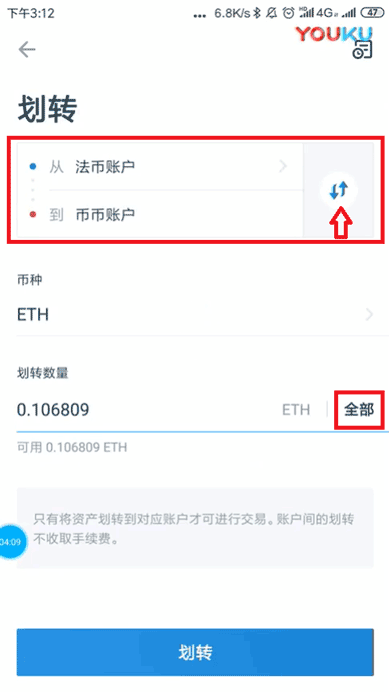 下午3:12
... 6.8K/s HD 4G 47
YOUKU
划转
从 法币账户
到 币币账户
币种
ETH
划转数量
0.106809 ETH 全部
可用 0.106809 ETH
只有将资产划转到对应账户才可进行交易。账户间的划转
不收取手续费。
04:09
划转